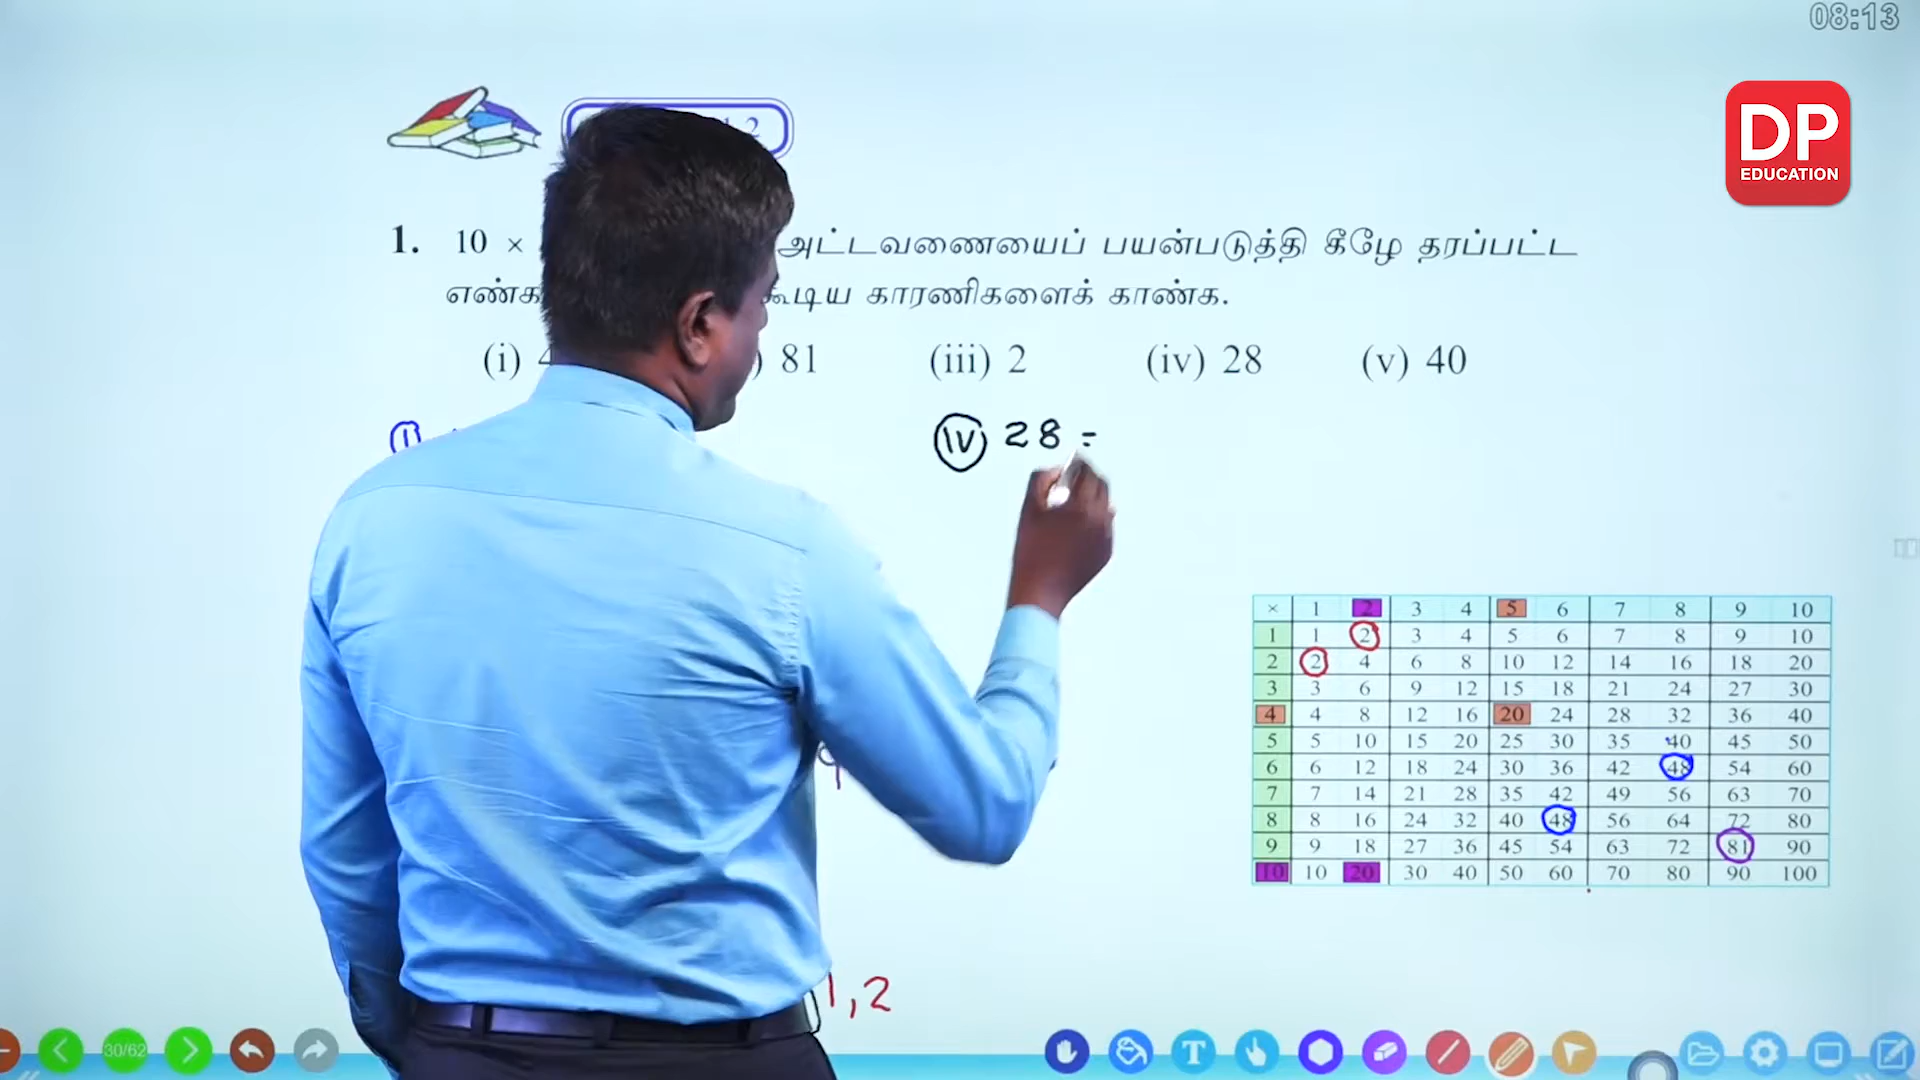 08:13
DP
EDUCATION
1. 10 × அட்டவணையைப் பயன்படுத்தி கீழே தரப்பட்ட
கூடிய காரணிகளைக் காண்க.
(i) 81 (iii) 2 (iv) 28 (v) 40
iv 28 =
× 1 2 3 4 5 6 7 8 9 10
1 1 2 3 4 5 6 7 8 9 10
2 2 4 6 8 10 12 14 16 18 20
3 3 6 9 12 15 18 21 24 27 30
4 4 8 12 16 20 24 28 32 36 40
5 5 10 15 20 25 30 35 40 45 50
6 6 12 18 24 30 36 42 48 54 60
7 7 14 21 28 35 42 49 56 63 70
8 8 16 24 32 40 48 56 64 72 80
9 9 18 27 36 45 54 63 72 81 90
10 10 20 30 40 50 60 70 80 90 100
1, 2
30/62